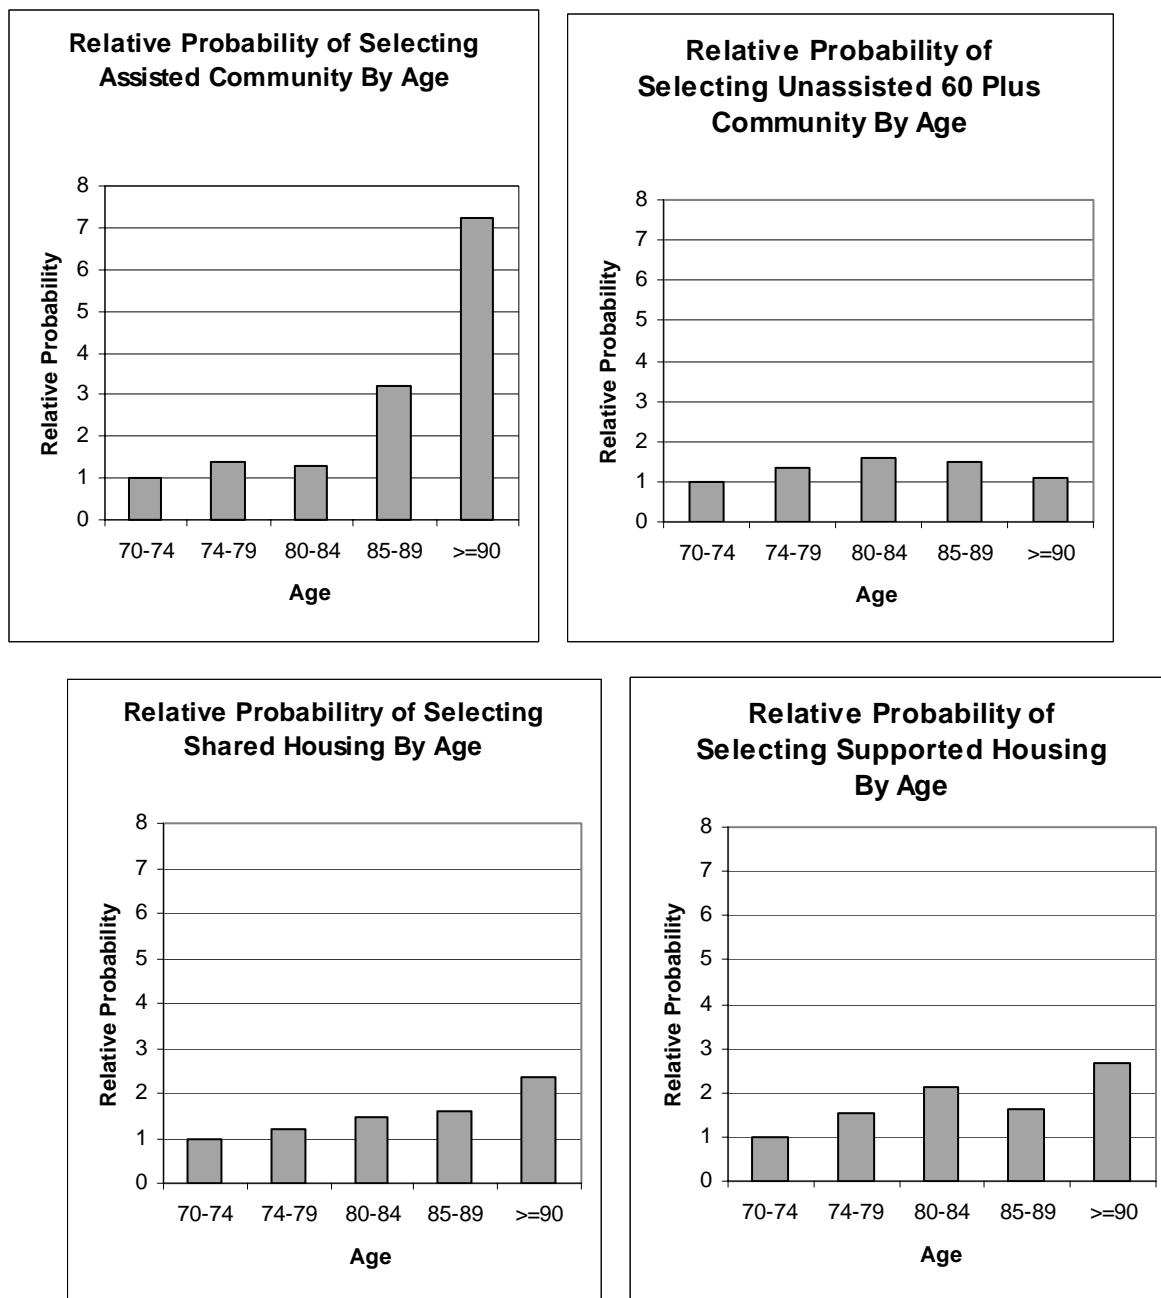 Relative Probability of Selecting
Assisted Community By Age
8
7
6
5
4
3
2
1
0
Relative Probability
70-74 74-79 80-84 85-89 >=90
Age
Relative Probability of
Selecting Unassisted 60 Plus
Community By Age
8
7
6
5
4
3
2
1
0
Relative Probability
70-74 74-79 80-84 85-89 >=90
Age
Relative Probabilitry of Selecting
Shared Housing By Age
8
7
6
5
4
3
2
1
0
Relative Probability
70-74 74-79 80-84 85-89 >=90
Age
Relative Probability of
Selecting Supported Housing
By Age
8
7
6
5
4
3
2
1
0
Relative Probability
70-74 74-79 80-84 85-89 >=90
Age